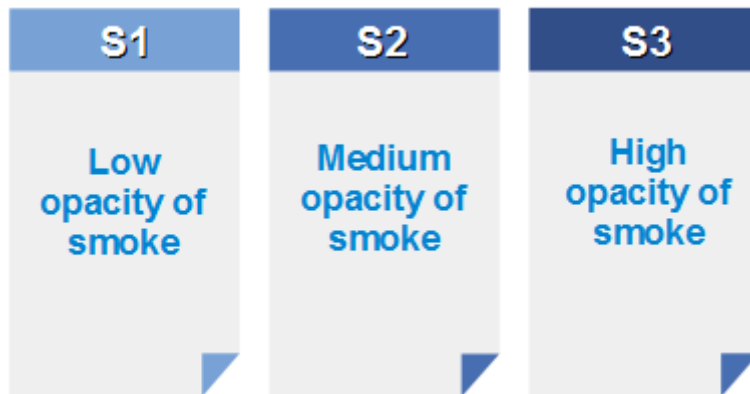 S1
Low
opacity of
smoke
S2
Medium
opacity of
smoke
S3
High
opacity of
smoke